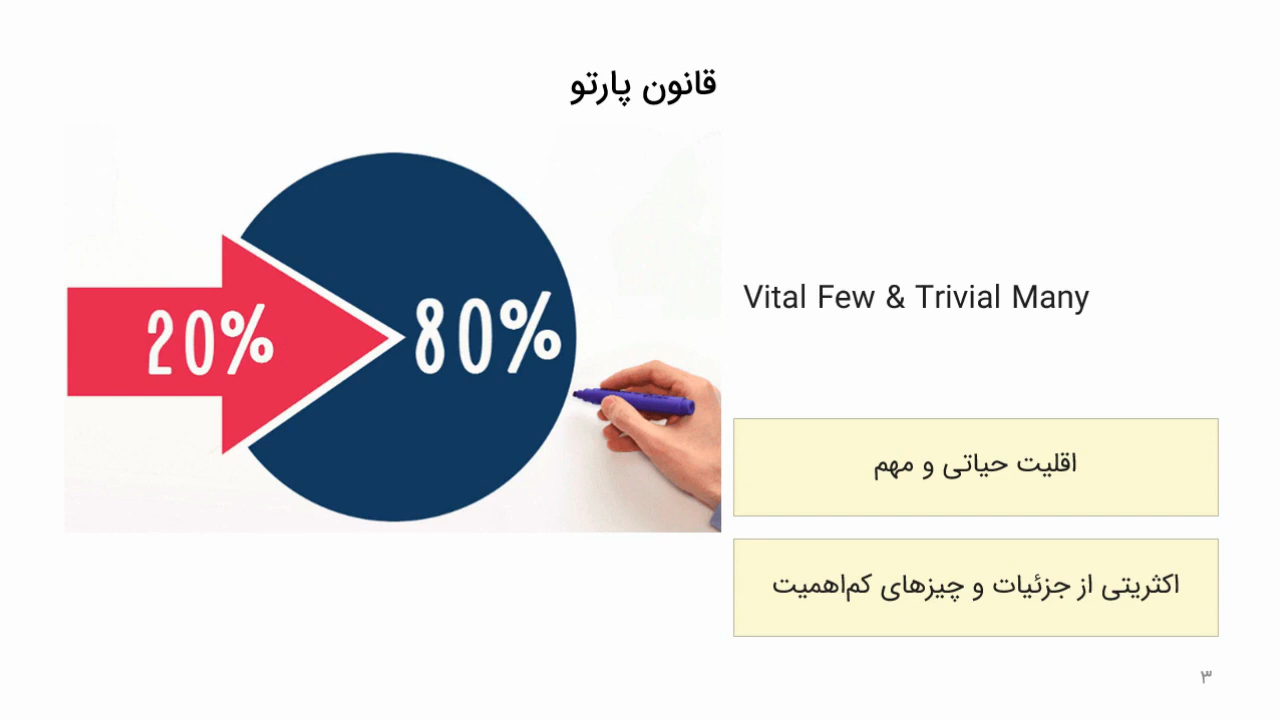 قانون پارتو
20%
80%
Vital Few & Trivial Many
اقلیت حیاتی و مهم
اکثریتی از جزئیات و چیزهای کم‌اهمیت
۳